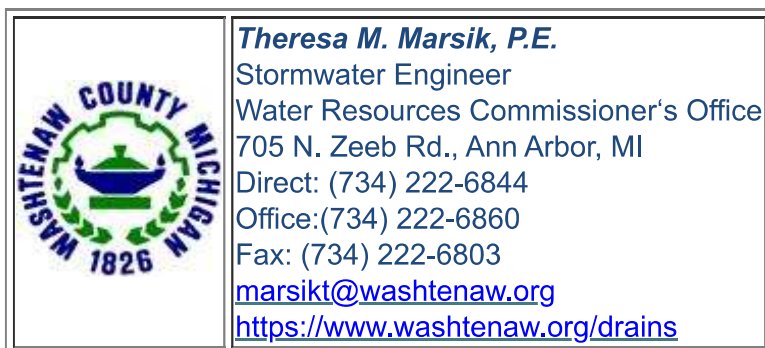 WASHTENAW COUNTY MICHIGAN
1826
Theresa M. Marsik, P.E.
Stormwater Engineer
Water Resources Commissioner‘s Office
705 N. Zeeb Rd., Ann Arbor, MI
Direct: (734) 222-6844
Office:(734) 222-6860
Fax: (734) 222-6803
marsikt@washtenaw.org
https://www.washtenaw.org/drains